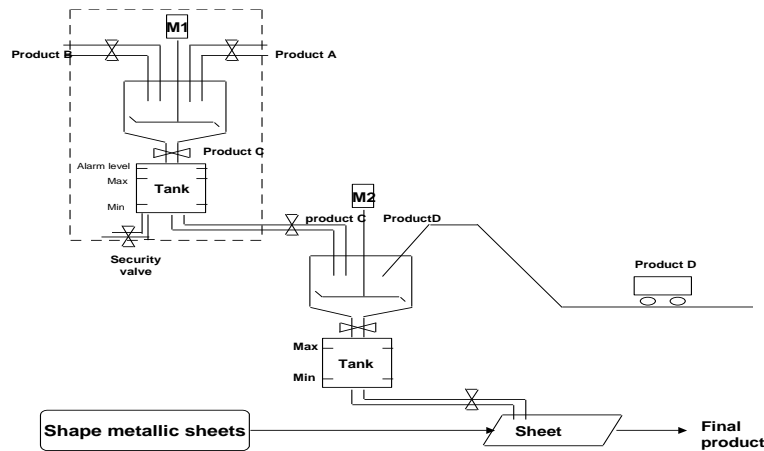 M1
Product B
Product A
Product C
Alarm level
Max
Tank
Min
M2
product C
ProductD
Security
valve
Product D
Max
Tank
Min
Shape metallic sheets
Sheet
Final
product